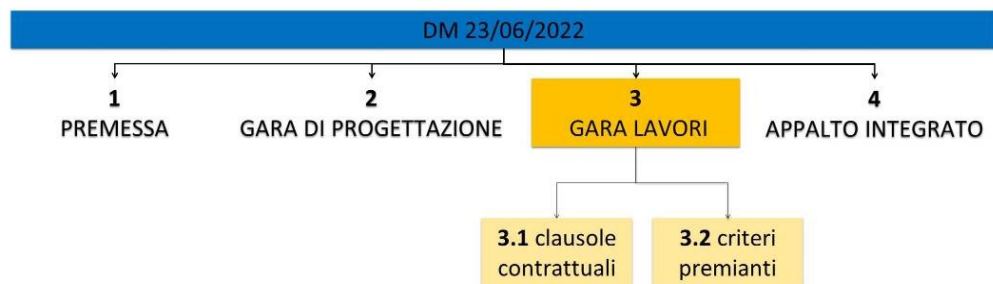 DM 23/06/2022
1
PREMESSA
2
GARA DI PROGETTAZIONE
3
GARA LAVORI
4
APPALTO INTEGRATO
3.1 clausole
contrattuali
3.2 criteri
premianti